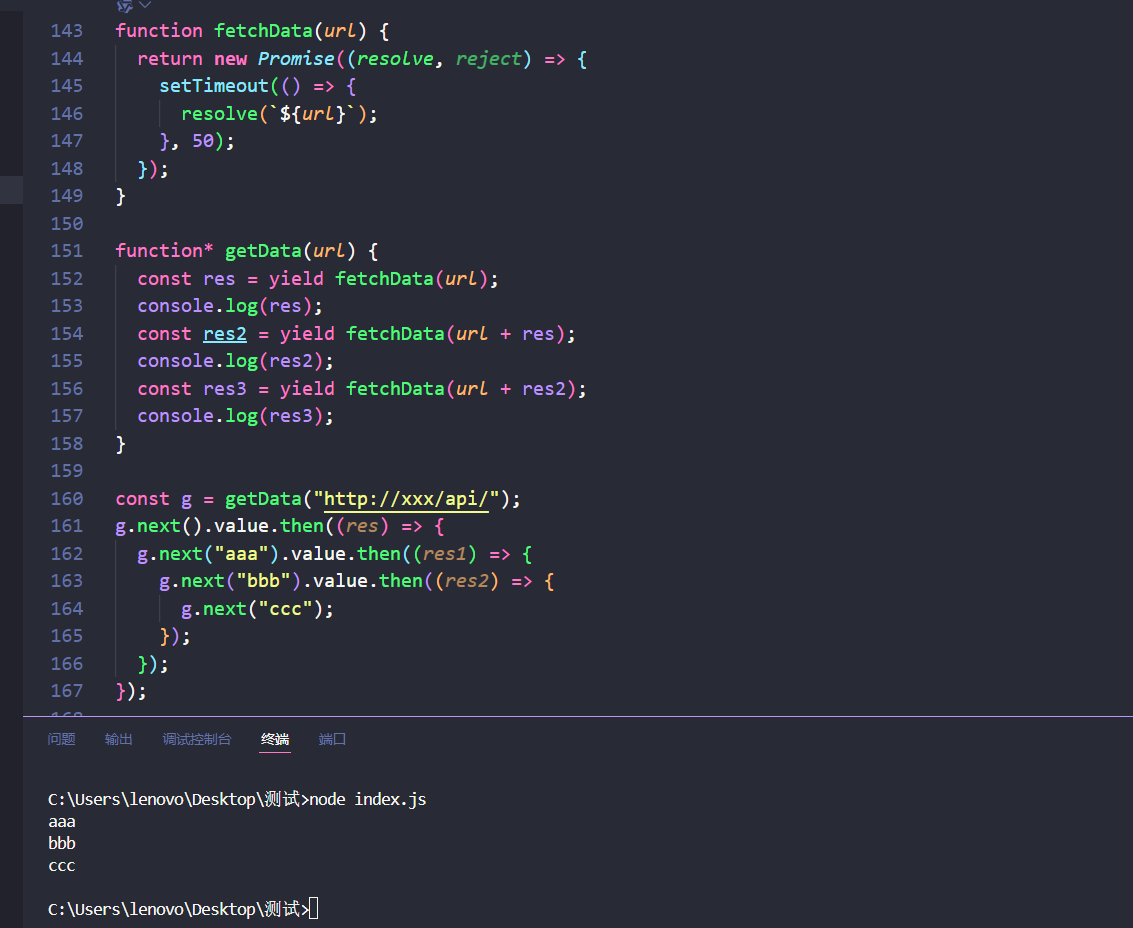 143 function fetchData(url) {
144   return new Promise((resolve, reject) => {
145     setTimeout(() => {
146       resolve(`${url}`);
147     }, 50);
148   });
149 }
150
151 function* getData(url) {
152   const res = yield fetchData(url);
153   console.log(res);
154   const res2 = yield fetchData(url + res);
155   console.log(res2);
156   const res3 = yield fetchData(url + res2);
157   console.log(res3);
158 }
159
160 const g = getData("http://xxx/api/");
161 g.next().value.then((res) => {
162   g.next("aaa").value.then((res1) => {
163     g.next("bbb").value.then((res2) => {
164       g.next("ccc");
165     });
166   });
167 });
问题 输出 调试控制台 终端 端口
C:\Users\lenovo\Desktop\测试>node index.js
aaa
bbb
ccc
C:\Users\lenovo\Desktop\测试>